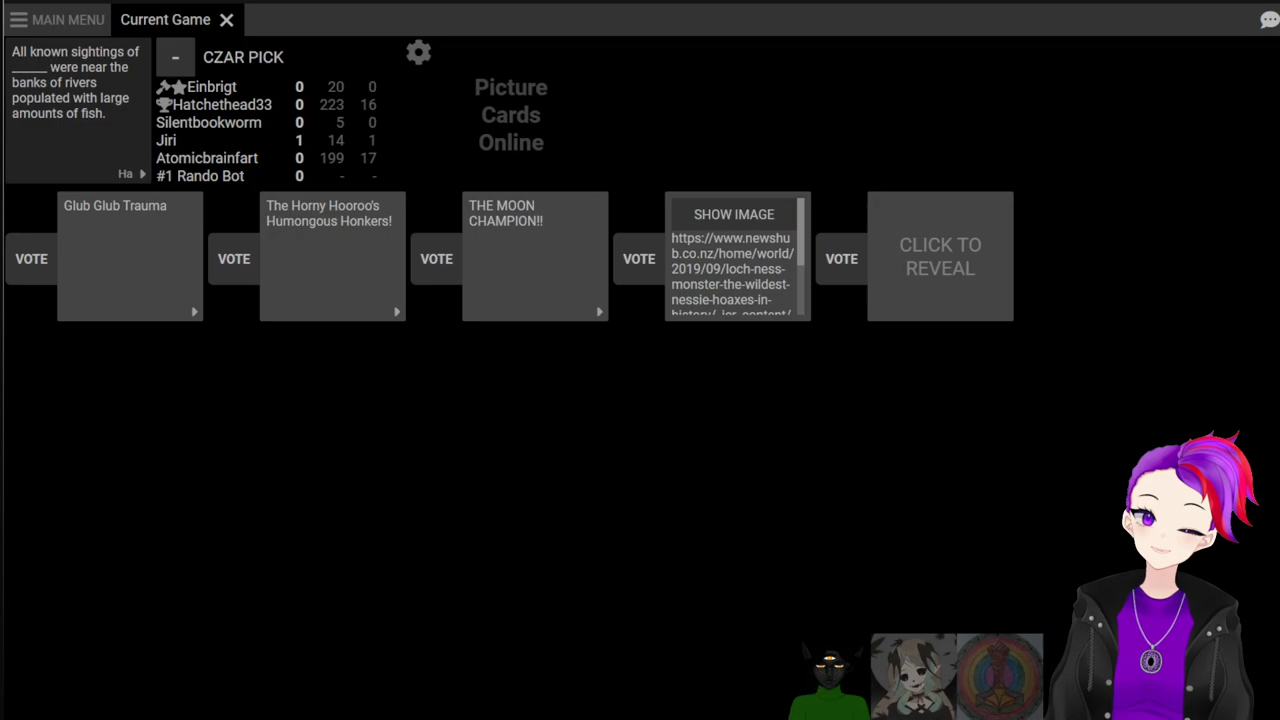 MAIN MENU
Current Game
All known sightings of
______ were near the
banks of rivers
populated with large
amounts of fish.
Ha
-
CZAR PICK
Einbrigt 0 20 0
Hatchethead33 0 223 16
Silentbookworm 0 5 0
Jiri 1 14 1
Atomicbrainfart 0 199 17
#1 Rando Bot 0 - -
Picture
Cards
Online
VOTE
Glub Glub Trauma
VOTE
The Horny Hooroo's
Humongous Honkers!
VOTE
THE MOON
CHAMPION!!
VOTE
SHOW IMAGE
https://www.newshu
b.co.nz/home/world/
2019/09/loch-ness-
monster-the-wildest-
nessie-hoaxes-in-
history/_jcr_content/
VOTE
CLICK TO
REVEAL